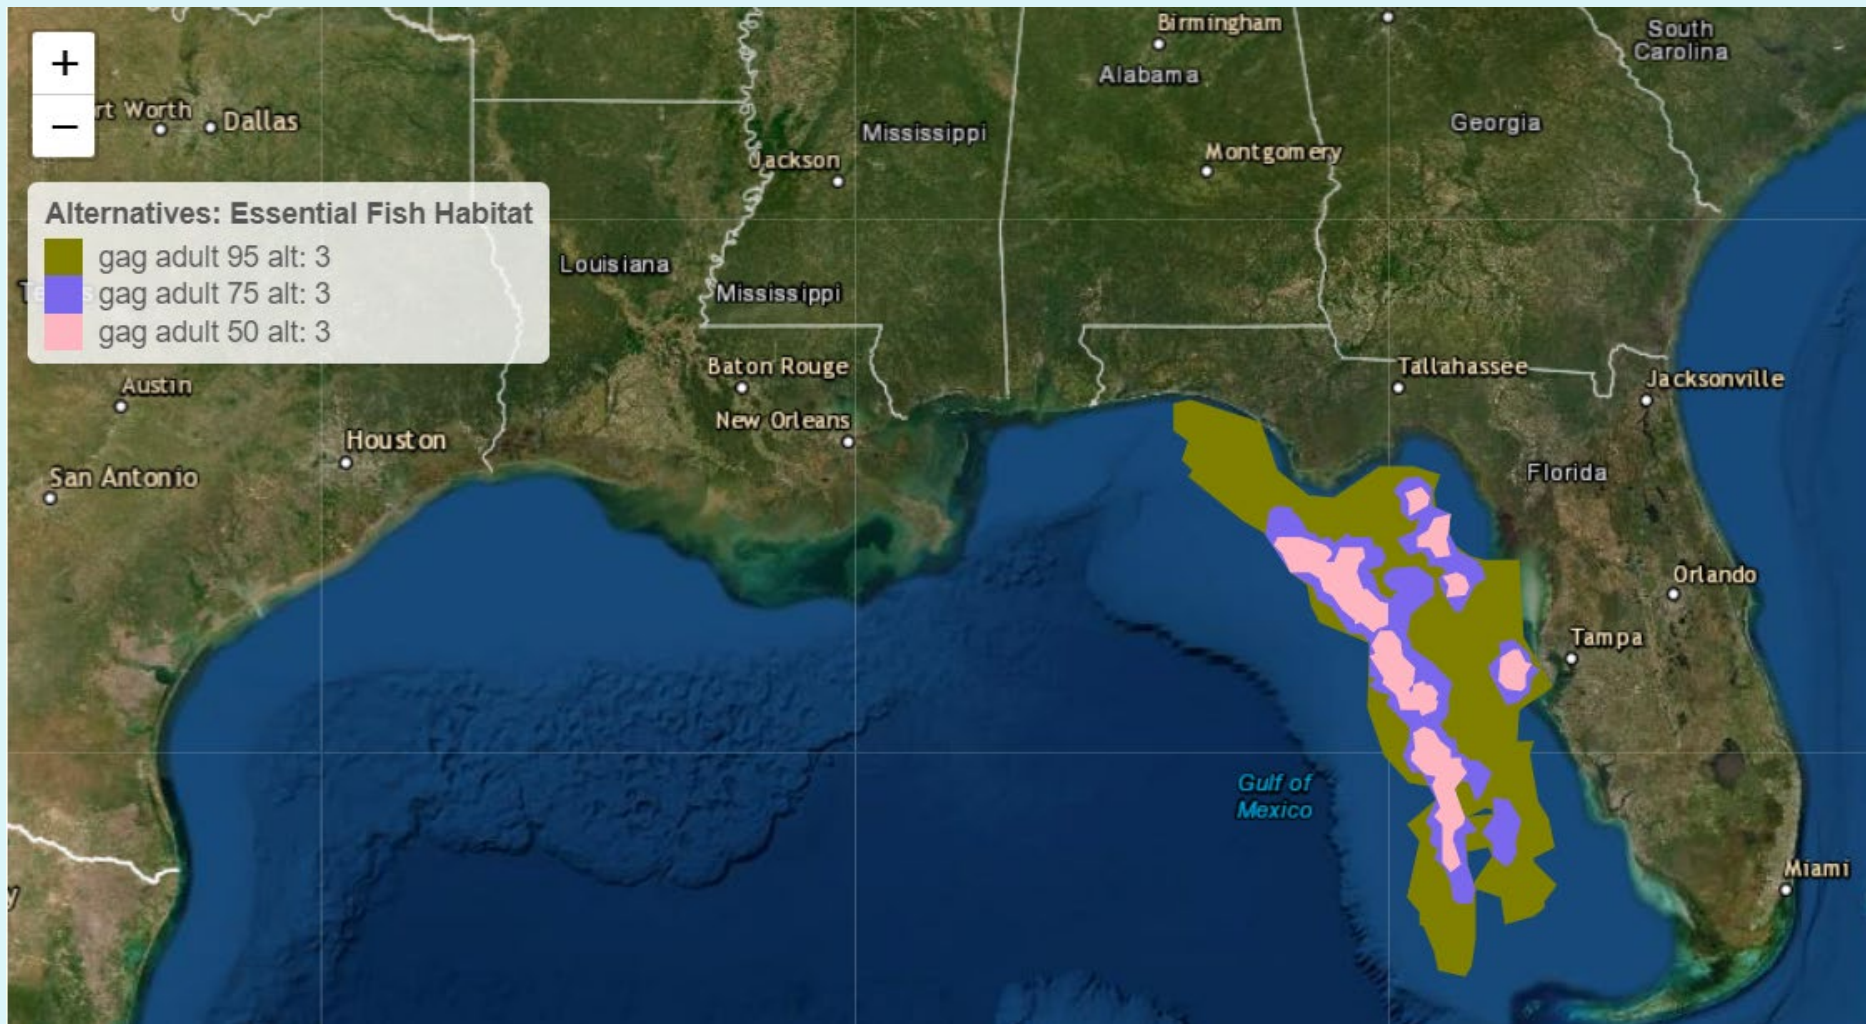 +
−
Alternatives: Essential Fish Habitat
gag adult 95 alt: 3
gag adult 75 alt: 3
gag adult 50 alt: 3
Birmingham
Alabama
South
Carolina
rt Worth
Dallas
Mississippi
Georgia
Jackson
Montgomery
Louisiana
Mississippi
Baton Rouge
Tallahassee
Jacksonville
Austin
New Orleans
Houston
San Antonio
Florida
Orlando
Tampa
Gulf of
Mexico
Miami
y